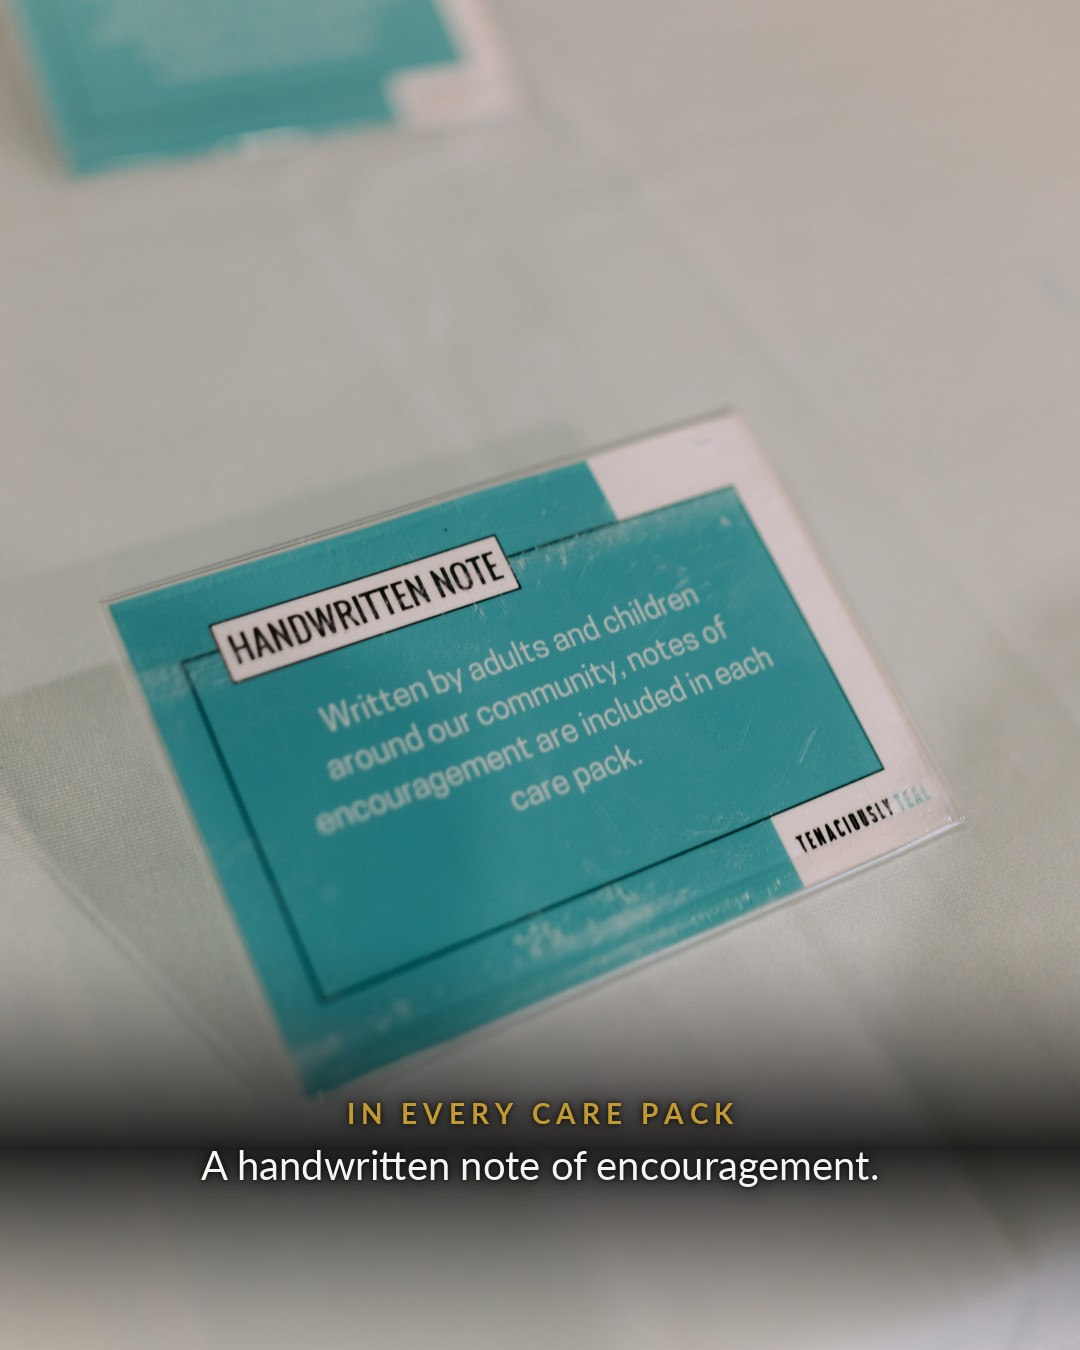 HANDWRITTEN NOTE
Written by adults and children
around our community, notes of
encouragement are included in each
care pack.
TENACIOUSLY TEAL
IN EVERY CARE PACK
A handwritten note of encouragement.